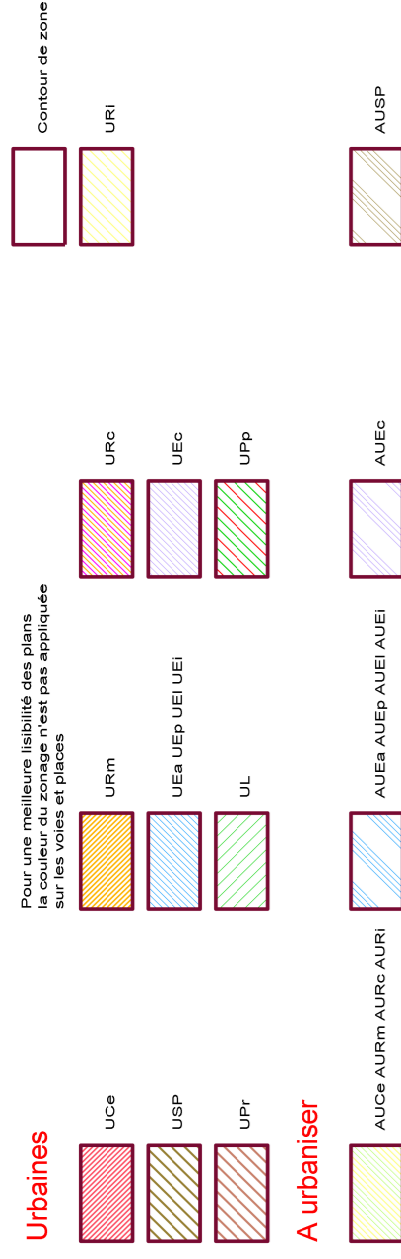 Urbaines
Pour une meilleure lisibilité des plans
la couleur du zonage n'est pas appliquée
sur les voies et places
Contour de zone
UCe
URm
URc
URi
USP
UEa UEp UEl UEi
UEc
UPr
UL
UPp
A urbaniser
AUCe AURm AURc AURi
AUEa AUEp AUEl AUEi
AUEc
AUSP